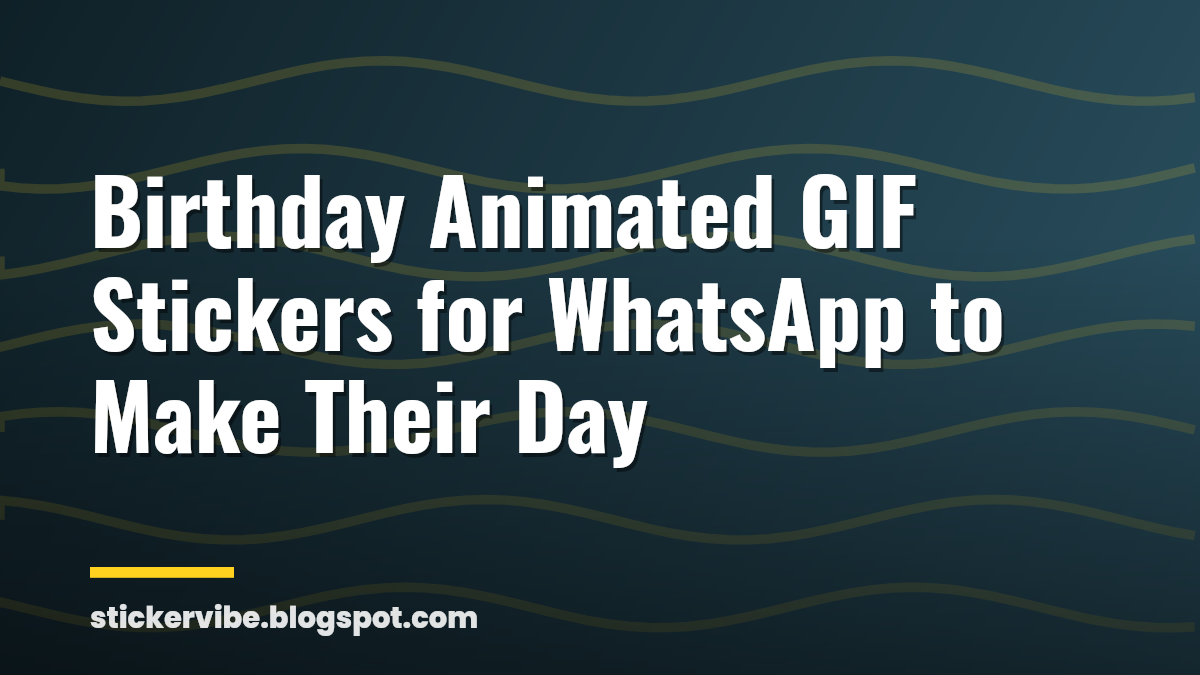 Birthday Animated GIF
Stickers for WhatsApp to
Make Their Day
stickervibe.blogspot.com